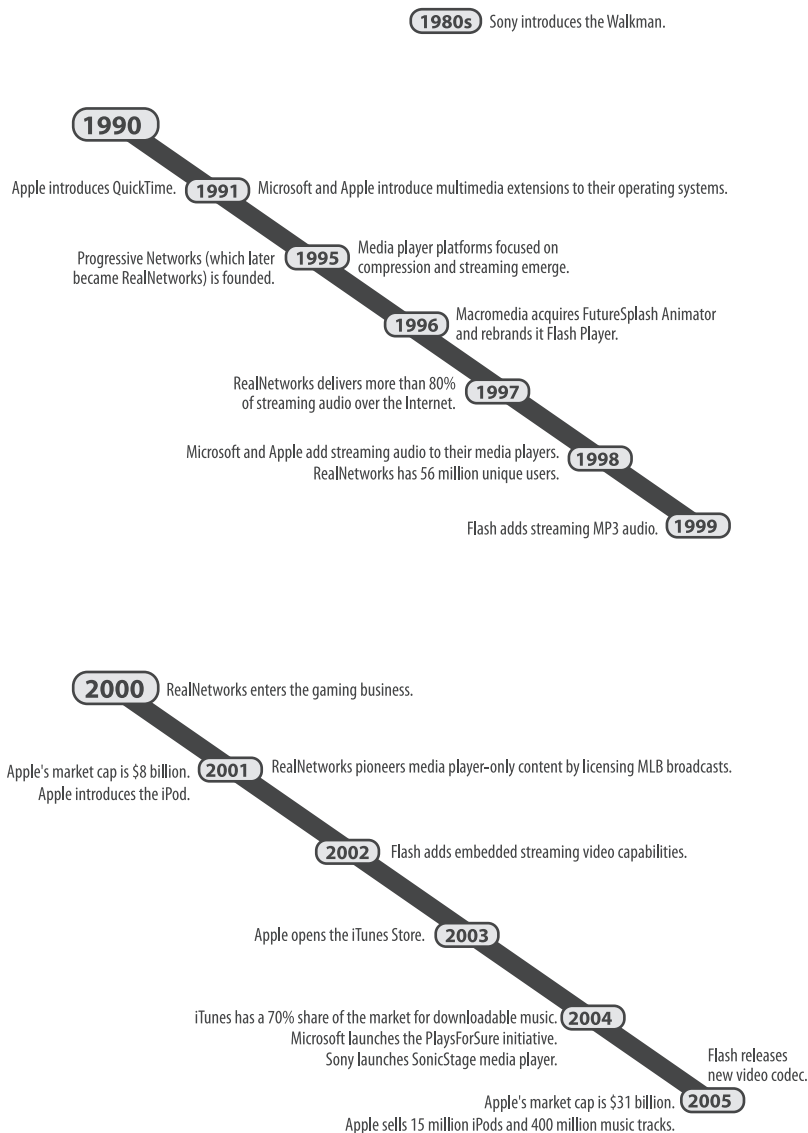 1980s Sony introduces the Walkman.
1990
Apple introduces QuickTime. 1991 Microsoft and Apple introduce multimedia extensions to their operating systems.
Progressive Networks (which later
became RealNetworks) is founded.
1995
Media player platforms focused on
compression and streaming emerge.
1996
Macromedia acquires FutureSplash Animator
and rebrands it Flash Player.
RealNetworks delivers more than 80%
of streaming audio over the Internet.
1997
Microsoft and Apple add streaming audio to their media players.
RealNetworks has 56 million unique users.
1998
Flash adds streaming MP3 audio. 1999
2000 RealNetworks enters the gaming business.
Apple's market cap is $8 billion.
Apple introduces the iPod.
2001
RealNetworks pioneers media player-only content by licensing MLB broadcasts.
2002 Flash adds embedded streaming video capabilities.
Apple opens the iTunes Store. 2003
iTunes has a 70% share of the market for downloadable music.
Microsoft launches the PlaysForSure initiative.
Sony launches SonicStage media player.
2004
Flash releases
new video codec.
Apple's market cap is $31 billion. 2005
Apple sells 15 million iPods and 400 million music tracks.